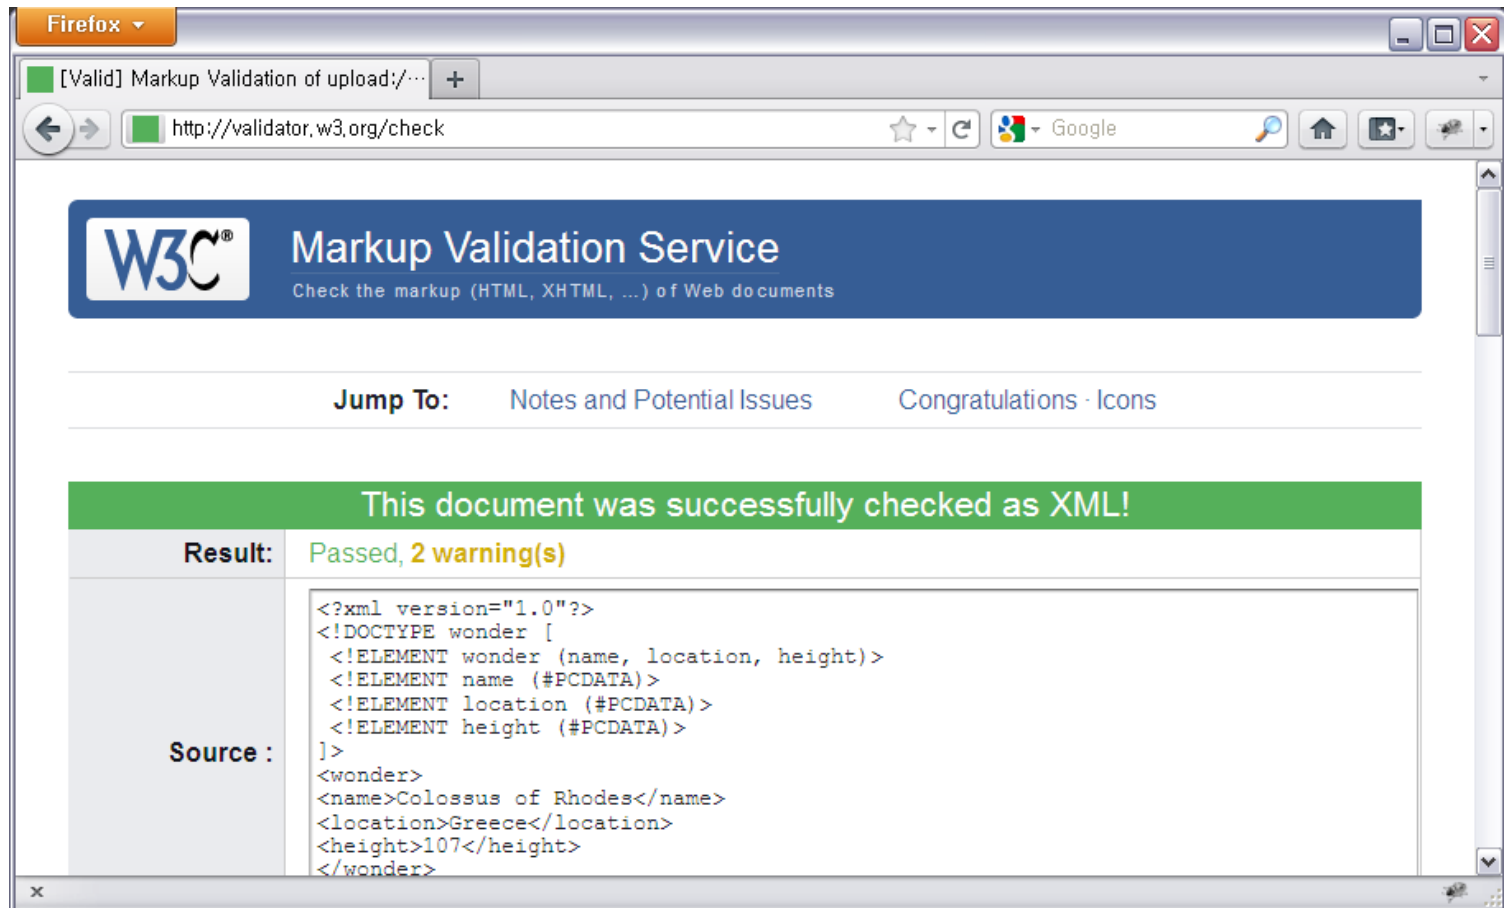 Firefox
[Valid] Markup Validation of upload:/···
http://validator.w3.org/check
Google
W3C®
Markup Validation Service
Check the markup (HTML, XHTML, ...) of Web documents
Jump To: Notes and Potential Issues Congratulations · Icons
This document was successfully checked as XML!
Result: Passed, 2 warning(s)
Source :
<?xml version="1.0"?>
<!DOCTYPE wonder [
<!ELEMENT wonder (name, location, height)>
<!ELEMENT name (#PCDATA)>
<!ELEMENT location (#PCDATA)>
<!ELEMENT height (#PCDATA)>
]>
<wonder>
<name>Colossus of Rhodes</name>
<location>Greece</location>
<height>107</height>
</wonder>